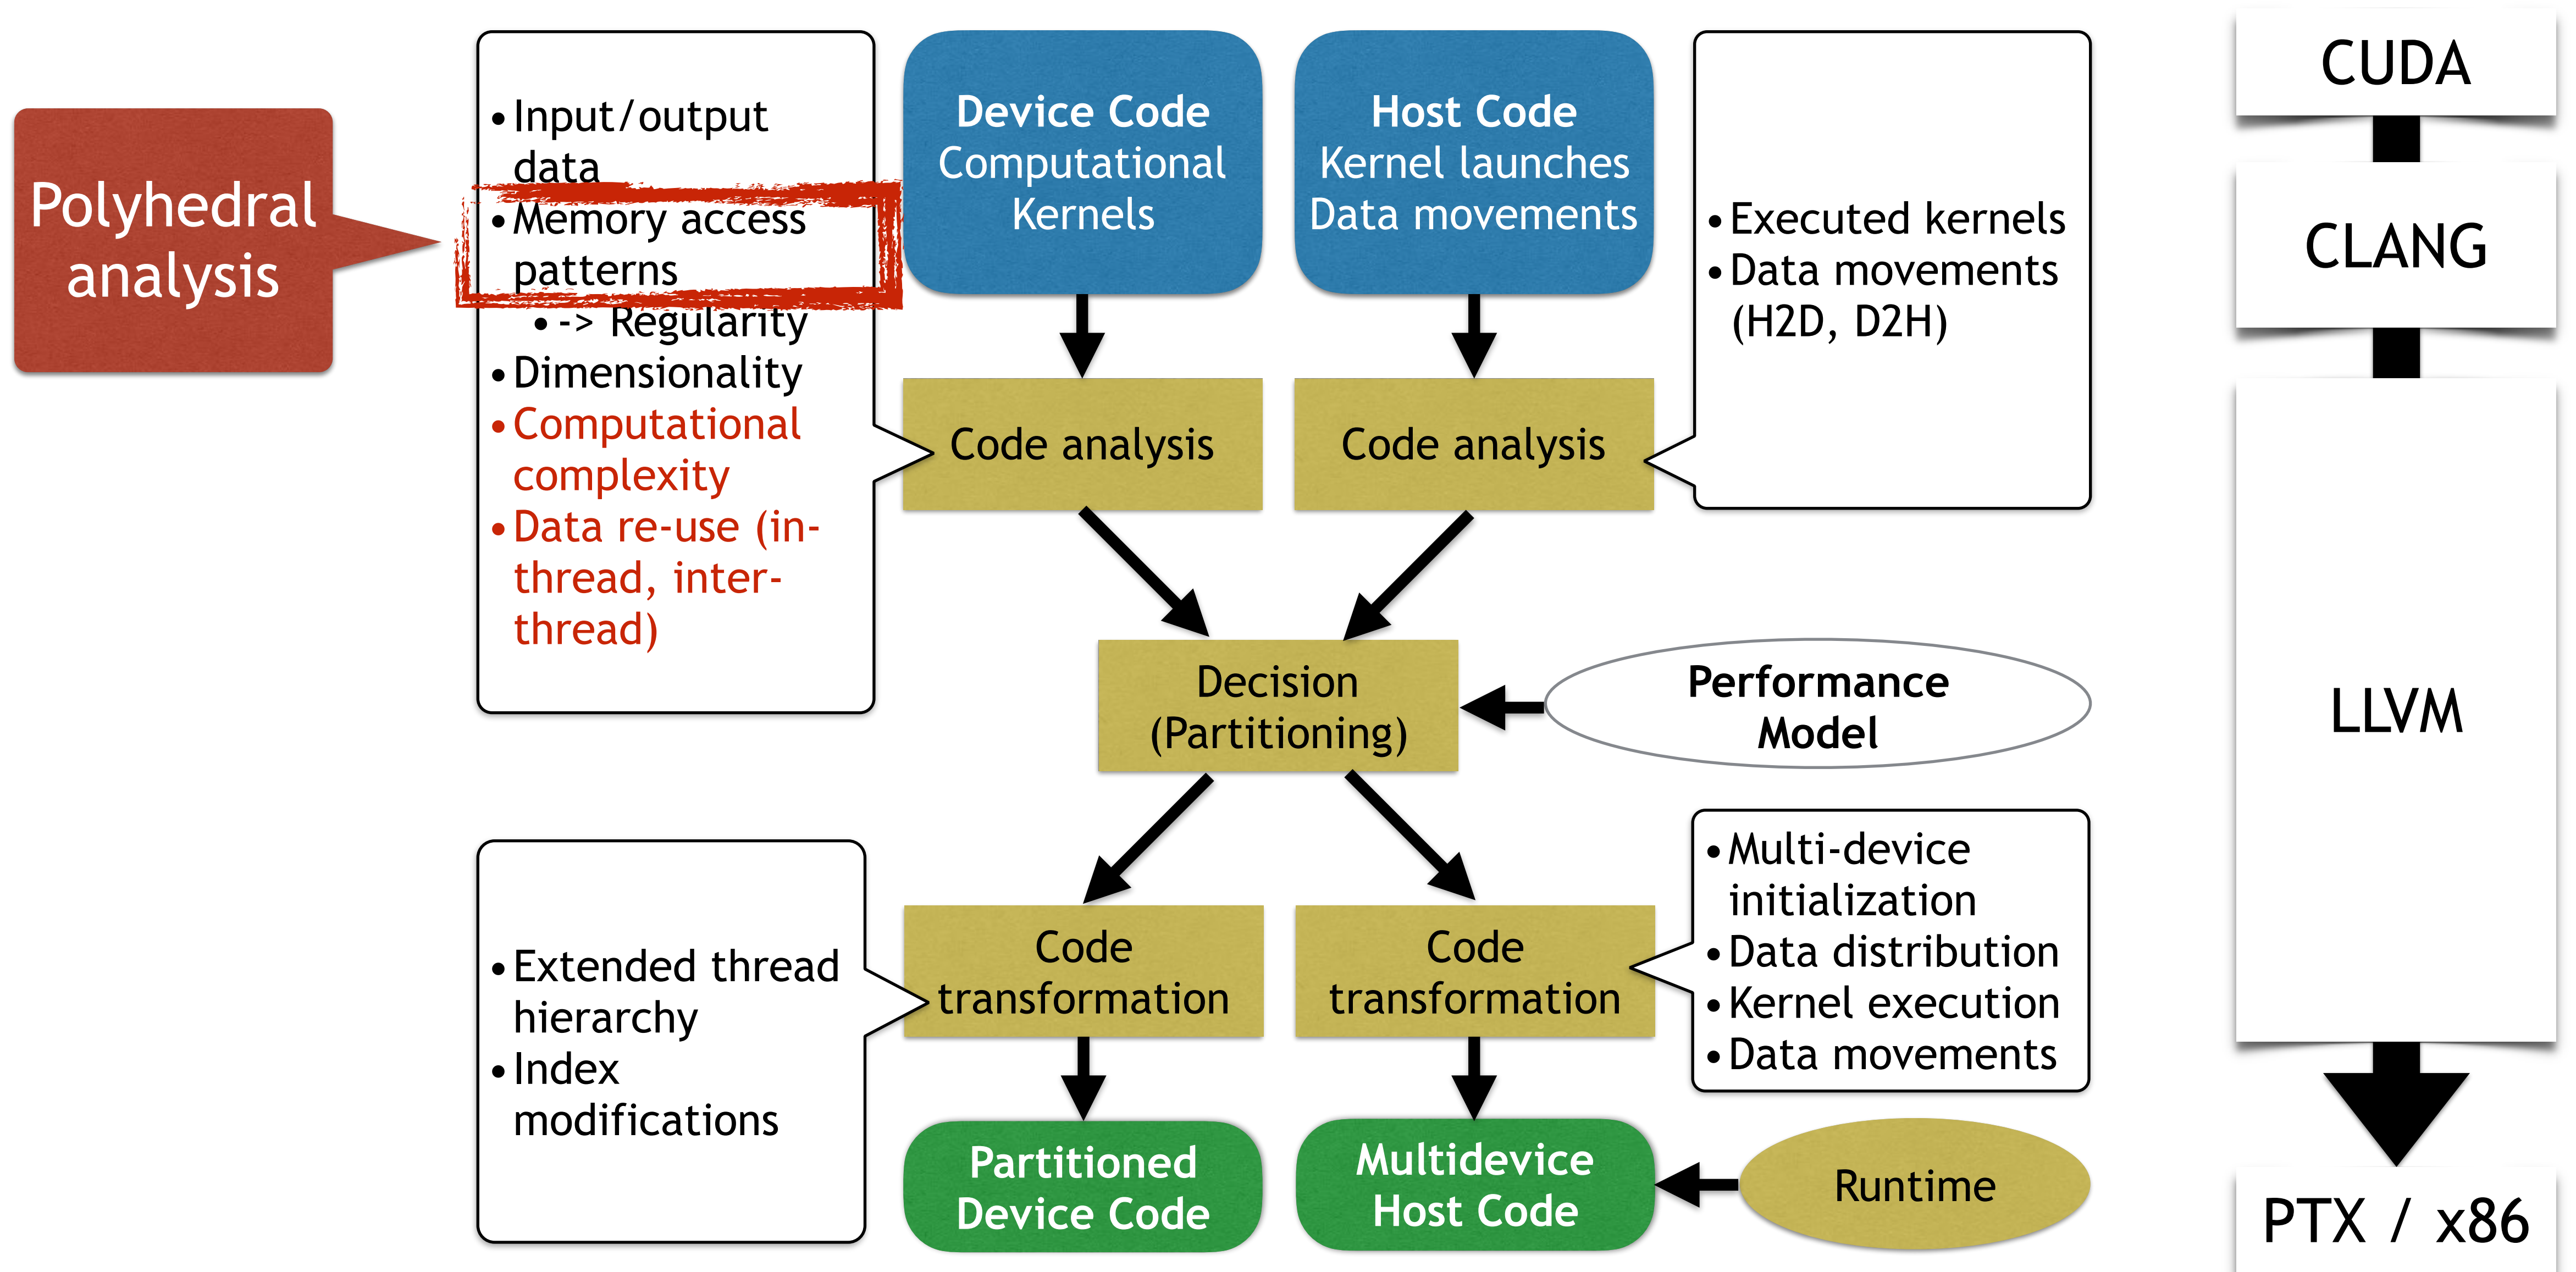 Polyhedral
analysis
• Input/output
data
• Memory access
patterns
• -> Regularity
• Dimensionality
• Computational
complexity
• Data re-use (in-
thread, inter-
thread)
Device Code
Computational
Kernels
Host Code
Kernel launches
Data movements
• Executed kernels
• Data movements
(H2D, D2H)
Code analysis
Code analysis
Decision
(Partitioning)
Performance
Model
• Extended thread
hierarchy
• Index
modifications
Code
transformation
Code
transformation
• Multi-device
initialization
• Data distribution
• Kernel execution
• Data movements
Partitioned
Device Code
Multidevice
Host Code
Runtime
CUDA
CLANG
LLVM
PTX / x86